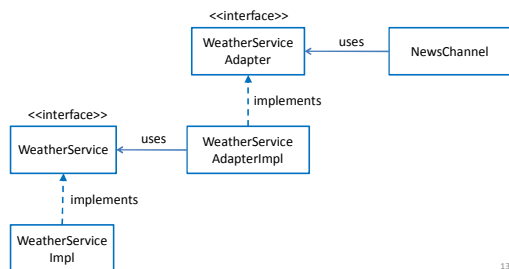 <<interface>>
WeatherService
Adapter
uses
NewsChannel
implements
<<interface>>
WeatherService
uses
WeatherService
AdapterImpl
implements
WeatherService
Impl
13